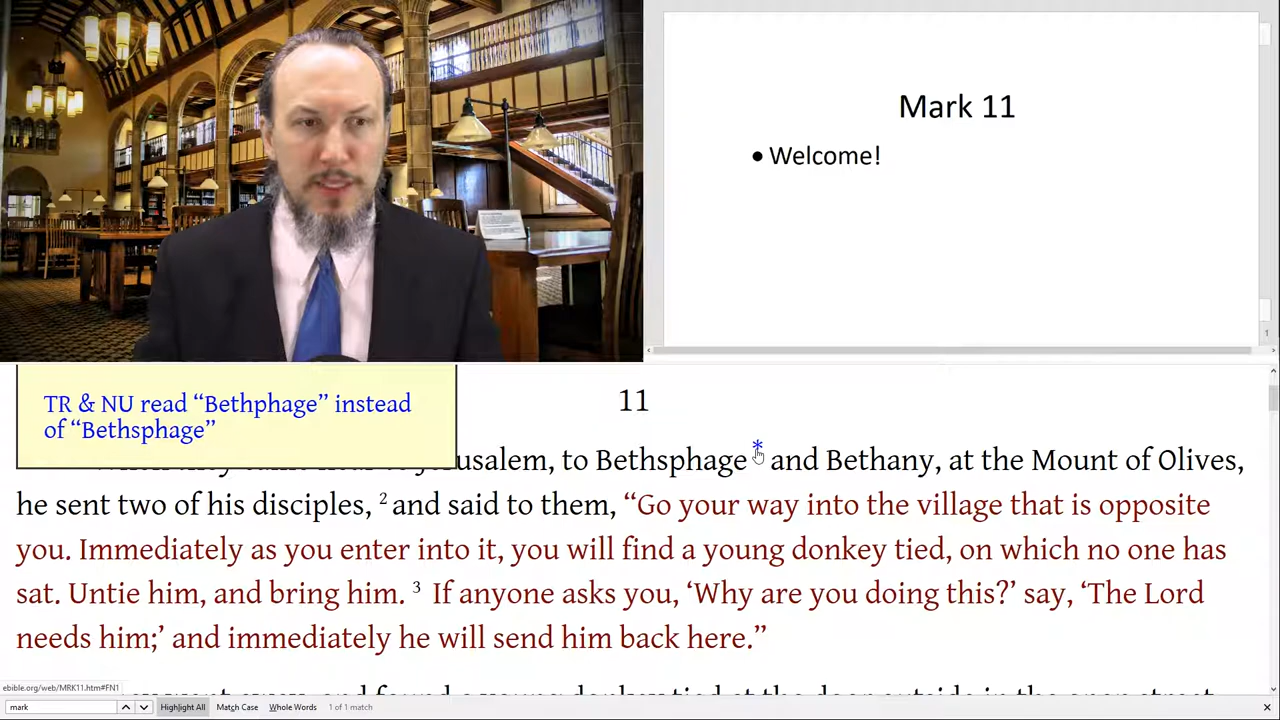 Mark 11
• Welcome!
TR & NU read “Bethphage” instead
of “Bethsphage”
11
Jerusalem, to Bethsphage * and Bethany, at the Mount of Olives,
he sent two of his disciples, 2 and said to them, “Go your way into the village that is opposite
you. Immediately as you enter into it, you will find a young donkey tied, on which no one has
sat. Untie him, and bring him. 3 If anyone asks you, ‘Why are you doing this?’ say, ‘The Lord
needs him;’ and immediately he will send him back here.”
ebible.org/web/MRK11.htm#FN1
mark
Highlight All
Match Case
Whole Words
1 of 1 match
1